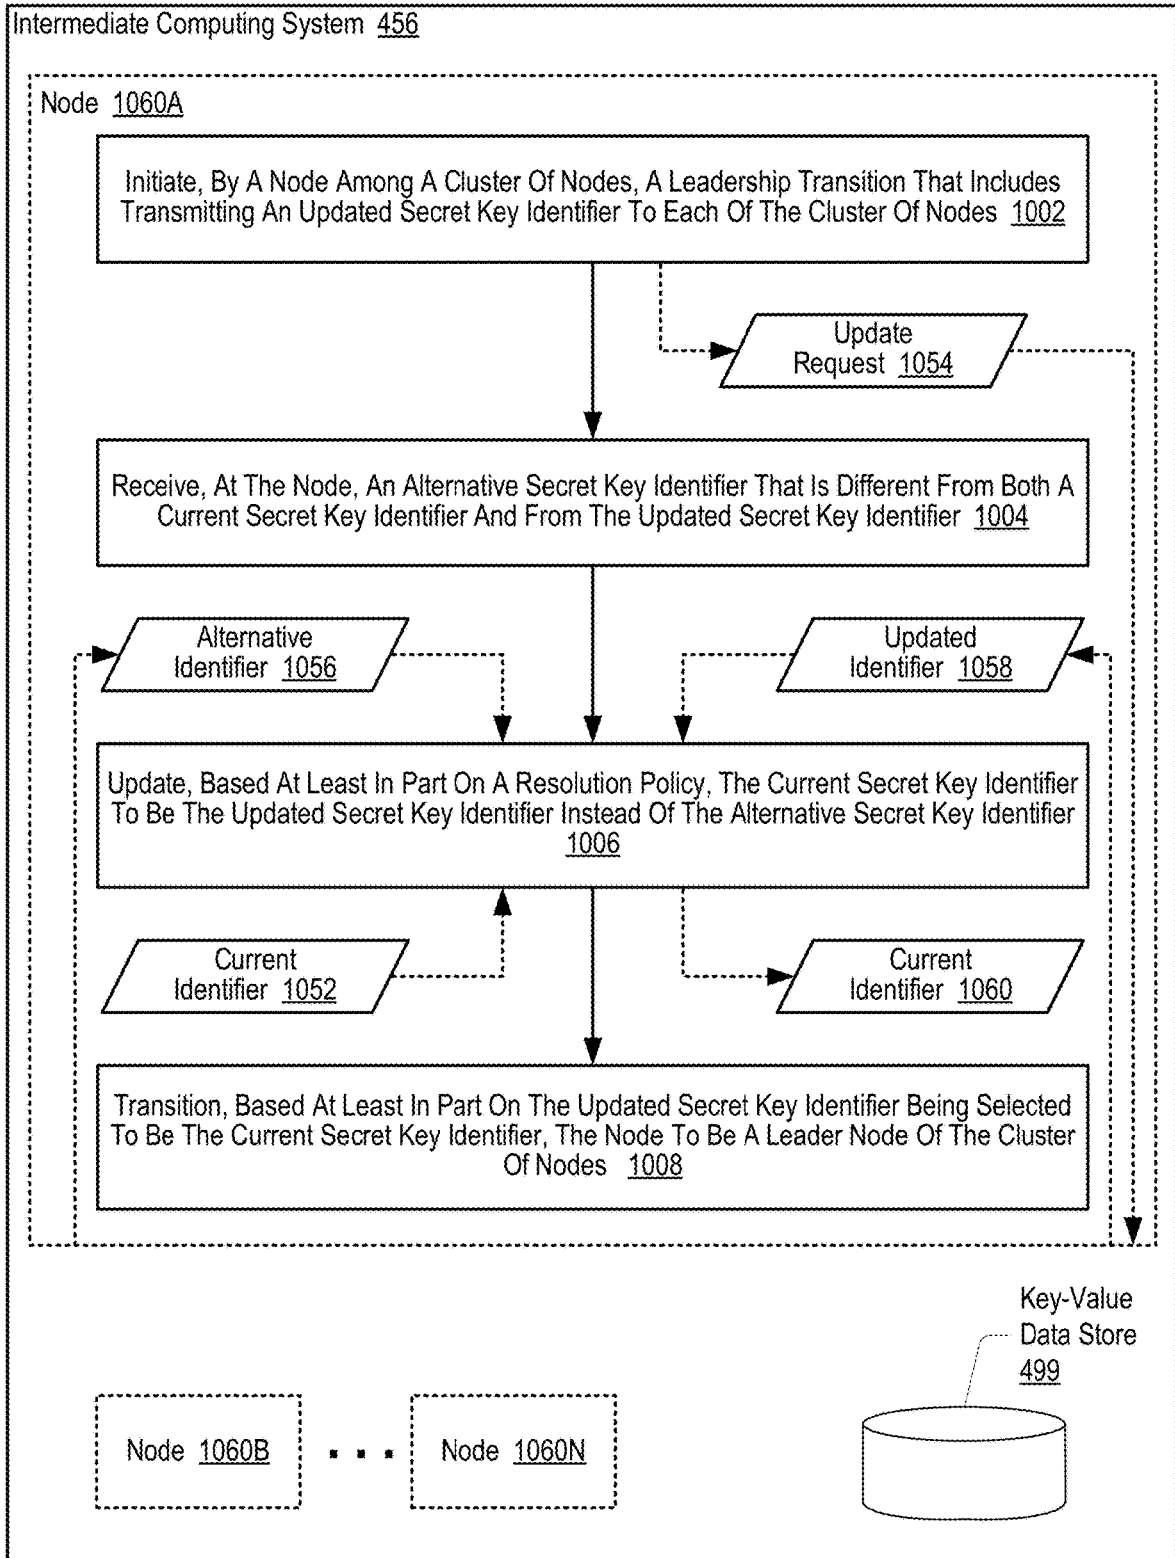 Intermediate Computing System 456
Node 1060A
Initiate, By A Node Among A Cluster Of Nodes, A Leadership Transition That Includes
Transmitting An Updated Secret Key Identifier To Each Of The Cluster Of Nodes 1002
Update
Request 1054
Receive, At The Node, An Alternative Secret Key Identifier That Is Different From Both A
Current Secret Key Identifier And From The Updated Secret Key Identifier 1004
Alternative
Identifier 1056
Updated
Identifier 1058
Update, Based At Least In Part On A Resolution Policy, The Current Secret Key Identifier
To Be The Updated Secret Key Identifier Instead Of The Alternative Secret Key Identifier
1006
Current
Identifier 1052
Current
Identifier 1060
Transition, Based At Least In Part On The Updated Secret Key Identifier Being Selected
To Be The Current Secret Key Identifier, The Node To Be A Leader Node Of The Cluster
Of Nodes 1008
Key-Value
Data Store
499
Node 1060B
Node 1060N